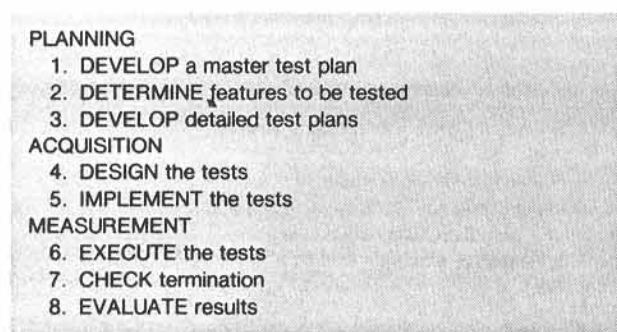 PLANNING
1. DEVELOP a master test plan
2. DETERMINE features to be tested
3. DEVELOP detailed test plans
ACQUISITION
4. DESIGN the tests
5. IMPLEMENT the tests
MEASUREMENT
6. EXECUTE the tests
7. CHECK termination
8. EVALUATE results